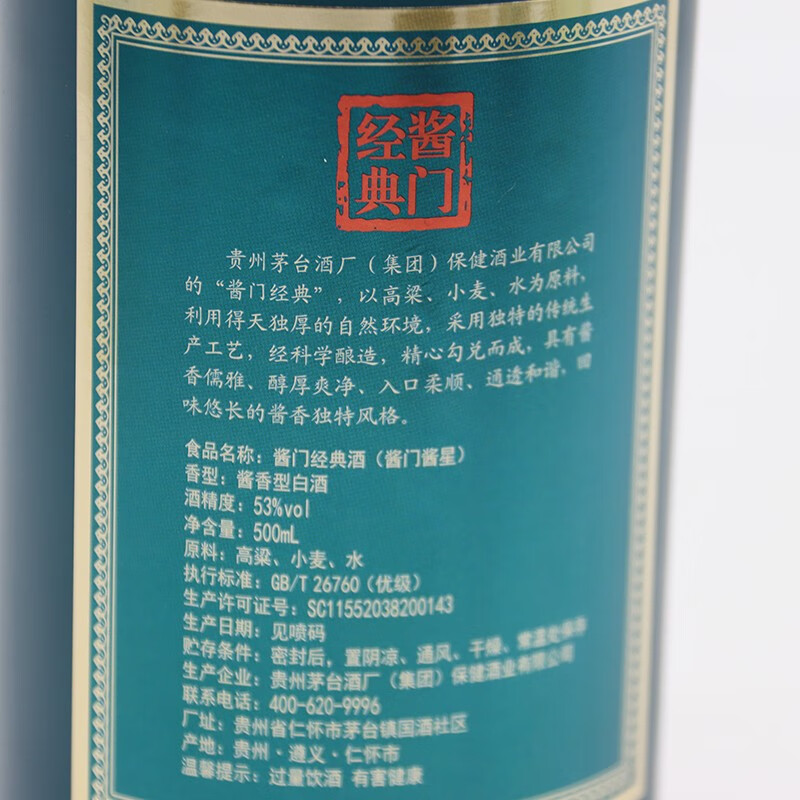 酱门
经典
贵州茅台酒厂（集团）保健酒业有限公司
的“酱门经典”，以高粱、小麦、水为原料，
利用得天独厚的自然环境，采用独特的传统生
产工艺，经科学酿造，精心勾兑而成，具有酱
香儒雅、醇厚爽净、入口柔顺、通透和谐，回
味悠长的酱香独特风格。
食品名称：酱门经典酒（酱门酱星）
香型：酱香型白酒
酒精度：53%vol
净含量：500mL
原料：高粱、小麦、水
执行标准：GB/T 26760（优级）
生产许可证号：SC11552038200143
生产日期：见喷码
贮存条件：密封后，置阴凉、通风、干燥、常温处保存
生产企业：贵州茅台酒厂（集团）保健酒业有限公司
联系电话：400-620-9996
厂址：贵州省仁怀市茅台镇国酒社区
产地：贵州·遵义·仁怀市
温馨提示：过量饮酒 有害健康